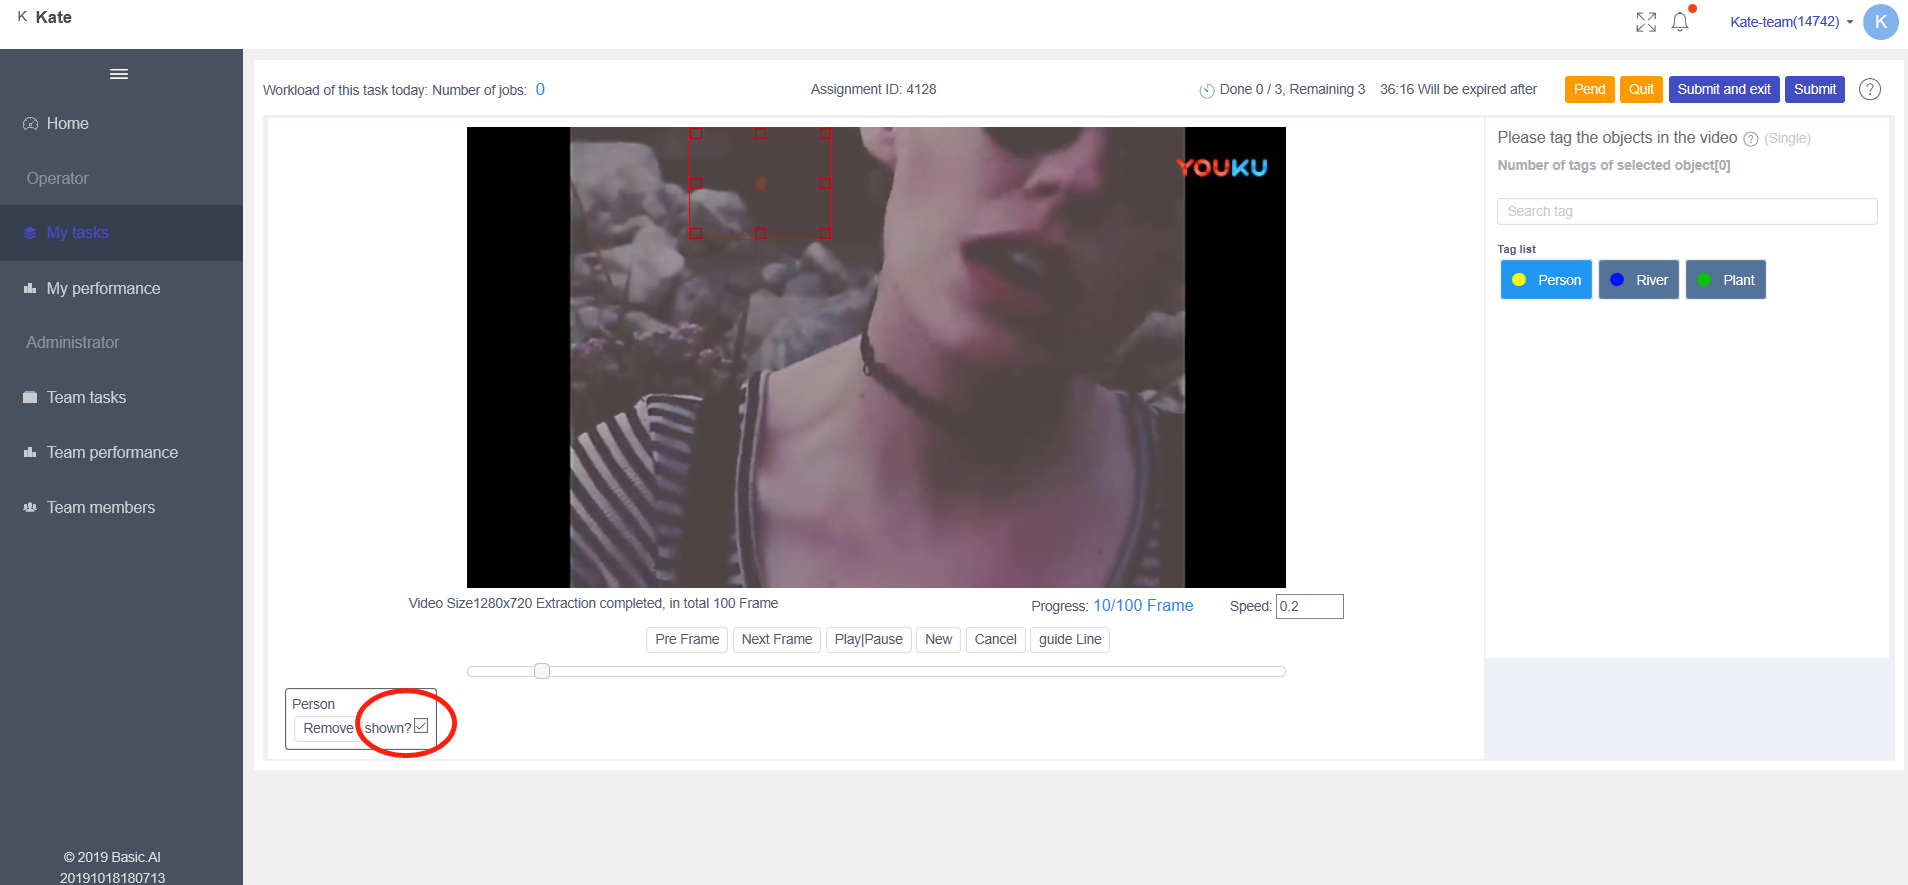 K Kate
Kate-team(14742)
K
Workload of this task today: Number of jobs: 0
Assignment ID: 4128
Done 0 / 3, Remaining 3
36:16 Will be expired after
Pend
Quit
Submit and exit
Submit
?
Home
Operator
My tasks
My performance
Administrator
Team tasks
Team performance
Team members
© 2019 Basic.AI
20191018180713
YOUKU
Please tag the objects in the video ? (Single)
Number of tags of selected object[0]
Search tag
Tag list
Person
River
Plant
Video Size1280x720 Extraction completed, in total 100 Frame
Progress: 10/100 Frame
Speed: 0.2
Pre Frame
Next Frame
Play|Pause
New
Cancel
guide Line
Person
Remove
shown?